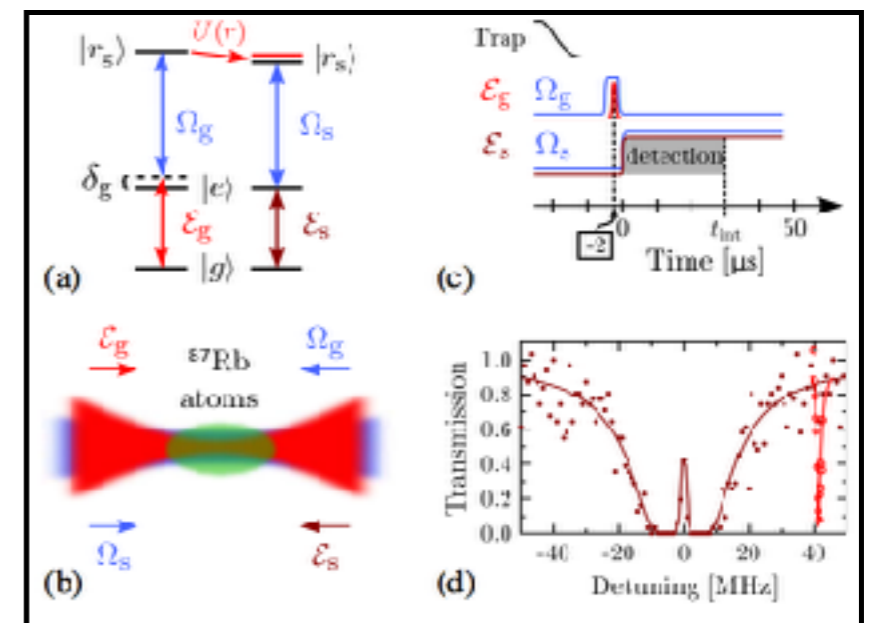 |r_s⟩ U(r) |r_s⟩
Ω_g Ω_s
δ_g |e⟩
ℰ_g ℰ_s
|g⟩
(a)
Trap
ℰ_g Ω_g
ℰ_s Ω_s detection
-2 0 t_int 50
Time [µs]
(c)
ℰ_g ⁸⁷Rb Ω_g
atoms
Ω_s ℰ_s
(b)
Transmission
1.0
0.8
0.6
0.4
0.2
0.0
-40 -20 0 20 40
Detuning [MHz]
(d)